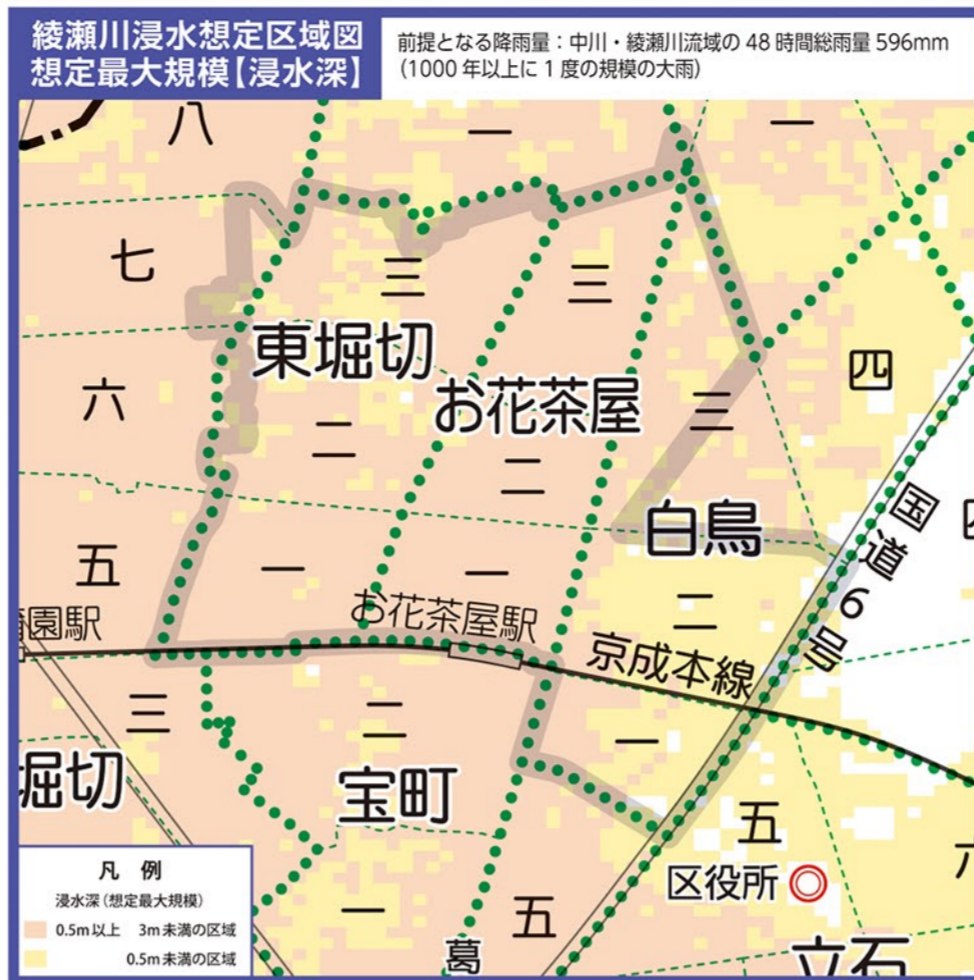 綾瀬川浸水想定区域図
想定最大規模【浸水深】
前提となる降雨量：中川・綾瀬川流域の48時間総雨量596mm
（1000年以上に1度の規模の大雨）
八
一
一
七
三
三
東堀切
四
六
お花茶屋
三
二
二
国道6号
白鳥
五
一
一
二
お花茶屋駅
園駅
京成本線
三
二
一
堀切
宝町
五
区役所
一
五
葛
立石
六
凡 例
浸水深（想定最大規模）
0.5m以上 3m未満の区域
0.5m未満の区域